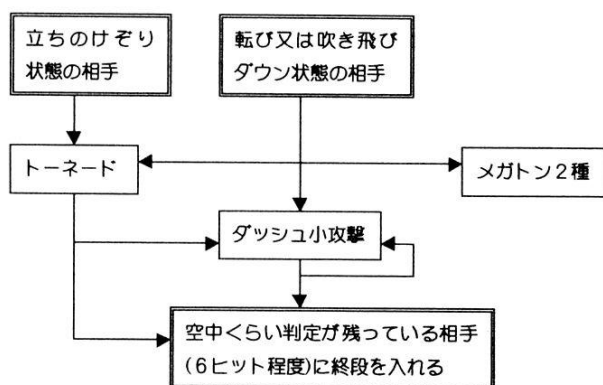 立ちのけぞり
状態の相手
転び又は吹き飛び
ダウン状態の相手
トーネード
メガトン2種
ダッシュ小攻撃
空中くらい判定が残っている相手
(6ヒット程度)に終段を入れる